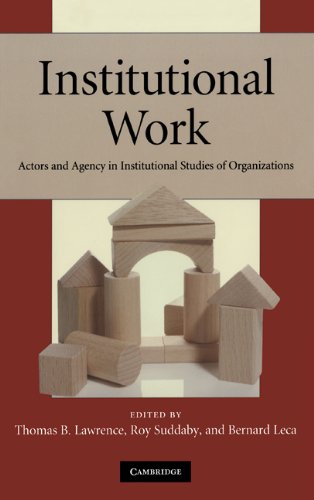 Institutional
Work
Actors and Agency in Institutional Studies of Organizations
EDITED BY
Thomas B. Lawrence, Roy Suddaby, and Bernard Leca
CAMBRIDGE